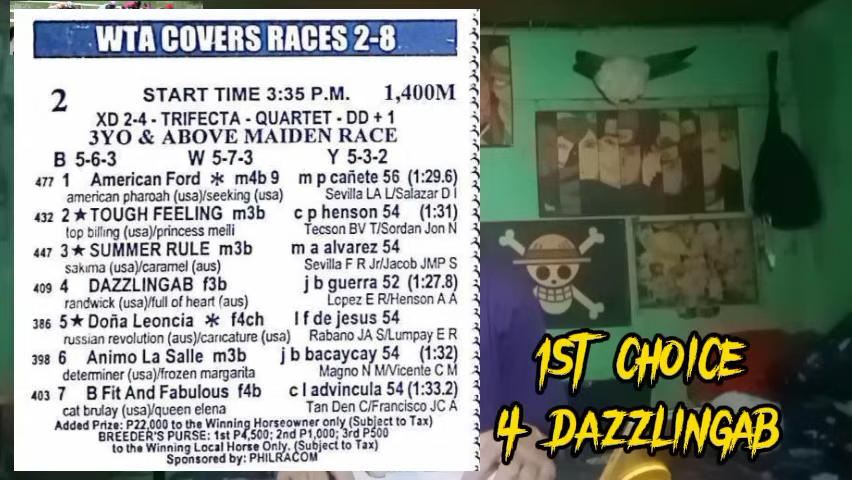 WTA COVERS RACES 2-8
2 START TIME 3:35 P.M. 1,400M
XD 2-4 - TRIFECTA - QUARTET - DD + 1
3YO & ABOVE MAIDEN RACE
B 5-6-3 W 5-7-3 Y 5-3-2
477 1 American Ford * m4b 9 m p cañete 56 (1:29.6)
american pharoah (usa)/seeking (usa) Sevilla LA L/Salazar D I
432 2 ★ TOUGH FEELING m3b c p henson 54 (1:31)
top billing (usa)/princess meili Tecson BV T/Sordan Jon N
447 3 ★ SUMMER RULE m3b m a alvarez 54
sakima (usa)/caramel (aus) Sevilla F R Jr/Jacob JMP S
409 4 DAZZLINGAB f3b j b guerra 52 (1:27.8)
randwick (usa)/full of heart (aus) Lopez E R/Henson A A
386 5 ★ Doña Leoncia * f4ch l f de jesus 54
russian revolution (aus)/caricature (usa) Rabano JA S/Lumpay E R
398 6 Animo La Salle m3b j b bacaycay 54 (1:32)
determiner (usa)/frozen margarita Magno N M/Vicente C M
403 7 B Fit And Fabulous f4b c l advincula 54 (1:33.2)
cat brulay (usa)/queen elena Tan Den C/Francisco JC A
Added Prize: P22,000 to the Winning Horseowner only (Subject to Tax)
BREEDER'S PURSE: 1st P4,500; 2nd P1,000; 3rd P500
to the Winning Local Horse Only. (Subject to Tax)
Sponsored by: PHILRACOM
1ST CHOICE
4 DAZZLINGAB